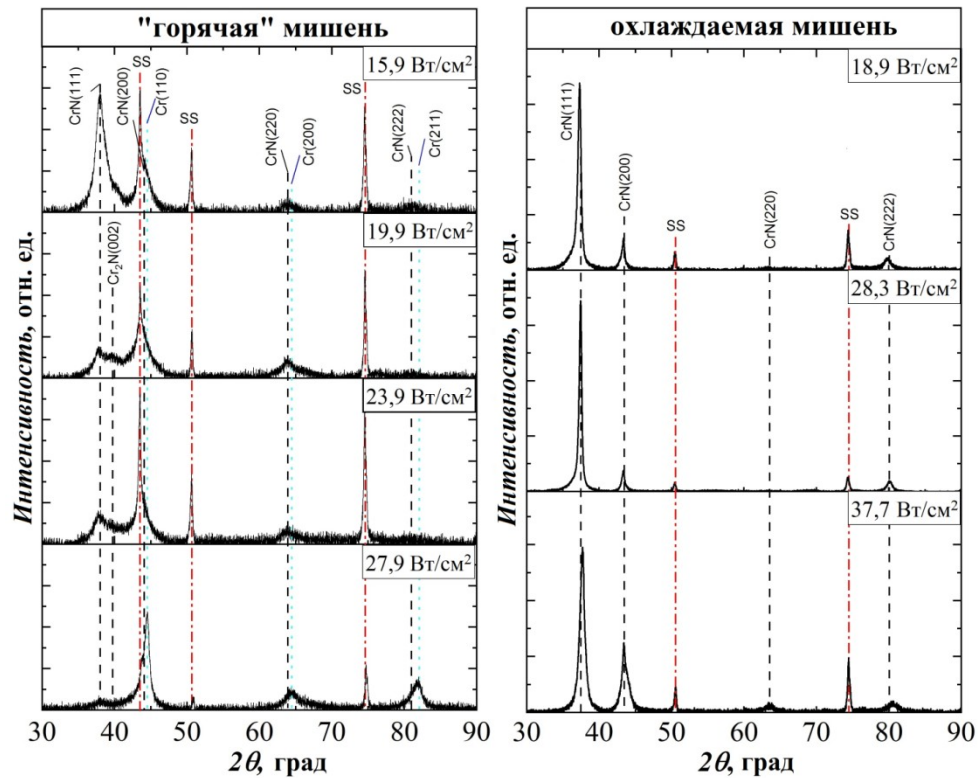 "горячая" мишень
15,9 Вт/см²
CrN(111)
CrN(200)
SS
Cr(110)
SS
CrN(220)
Cr(200)
SS
CrN(222)
Cr(211)
19,9 Вт/см²
Cr₂N(002)
23,9 Вт/см²
27,9 Вт/см²
Интенсивность, отн. ед.
30 40 50 60 70 80 90
2θ, град
охлаждаемая мишень
18,9 Вт/см²
CrN(111)
CrN(200)
SS
CrN(220)
SS
CrN(222)
28,3 Вт/см²
37,7 Вт/см²
Интенсивность, отн. ед.
30 40 50 60 70 80 90
2θ, град